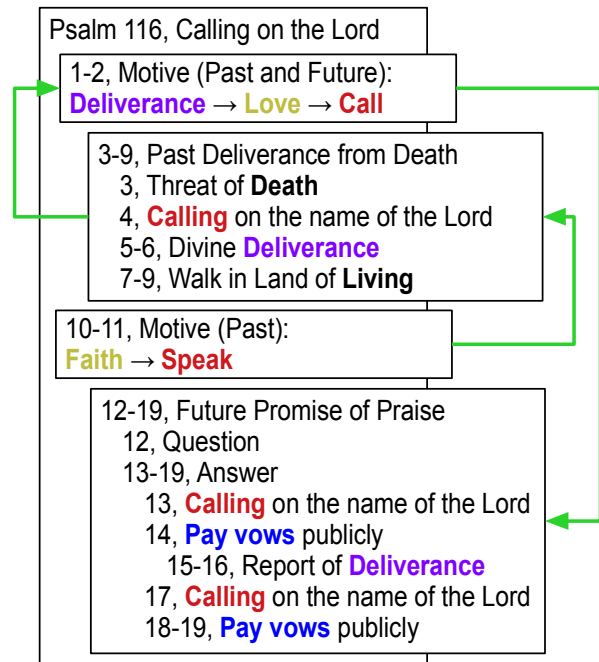 Psalm 116, Calling on the Lord
1-2, Motive (Past and Future):
Deliverance → Love → Call
3-9, Past Deliverance from Death
3, Threat of Death
4, Calling on the name of the Lord
5-6, Divine Deliverance
7-9, Walk in Land of Living
10-11, Motive (Past):
Faith → Speak
12-19, Future Promise of Praise
12, Question
13-19, Answer
13, Calling on the name of the Lord
14, Pay vows publicly
15-16, Report of Deliverance
17, Calling on the name of the Lord
18-19, Pay vows publicly